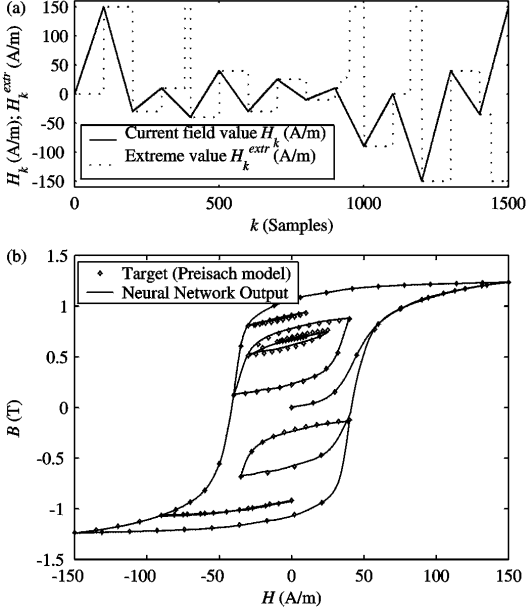 (a)
150
100
50
0
-50
-100
-150
H_k (A/m); H_k^extr (A/m)
Current field value H_k (A/m)
Extreme value H_k^extr (A/m)
0 500 1000 1500
k (Samples)
(b)
1.5
1
0.5
0
-0.5
-1
-1.5
B (T)
Target (Preisach model)
Neural Network Output
-150 -100 -50 0 50 100 150
H (A/m)